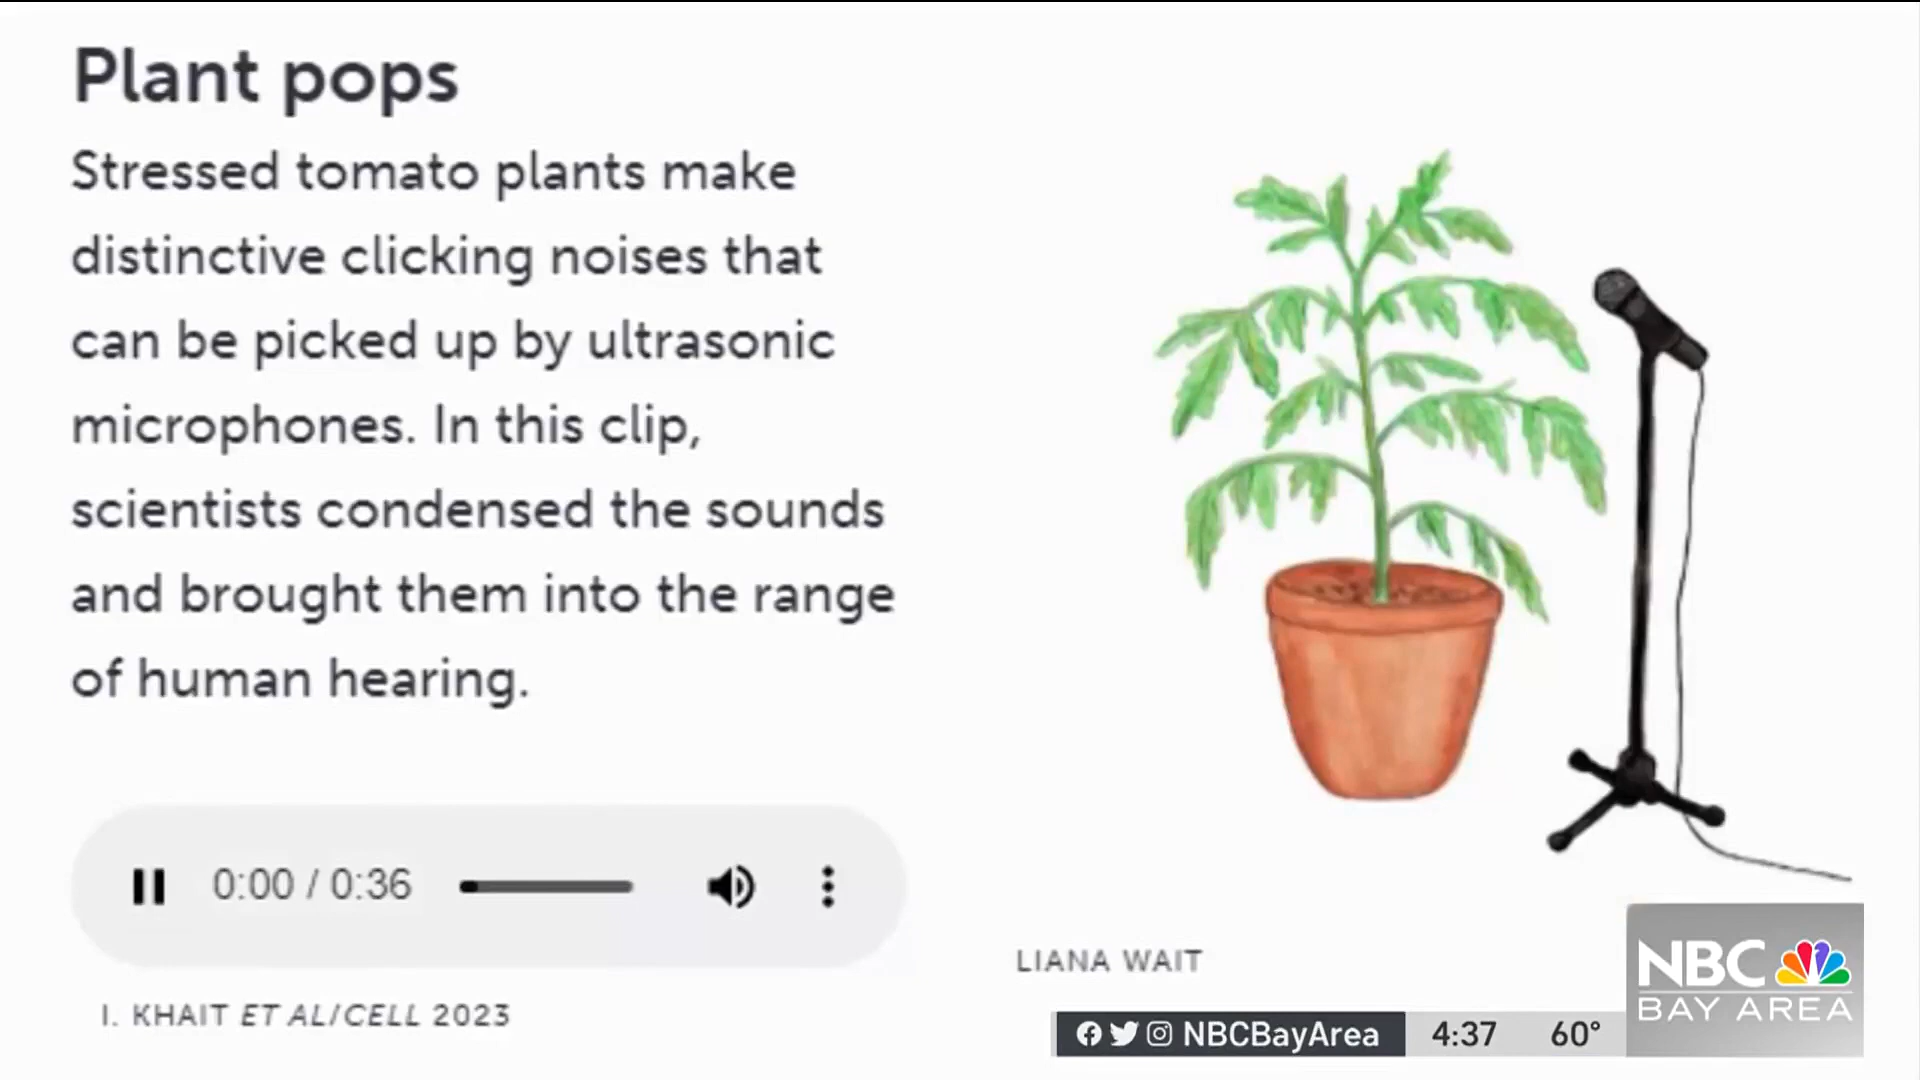 Plant pops
Stressed tomato plants make
distinctive clicking noises that
can be picked up by ultrasonic
microphones. In this clip,
scientists condensed the sounds
and brought them into the range
of human hearing.
0:00 / 0:36
I. KHAIT ET AL/CELL 2023
LIANA WAIT
NBC
BAY AREA
NBCBayArea
4:37
60°